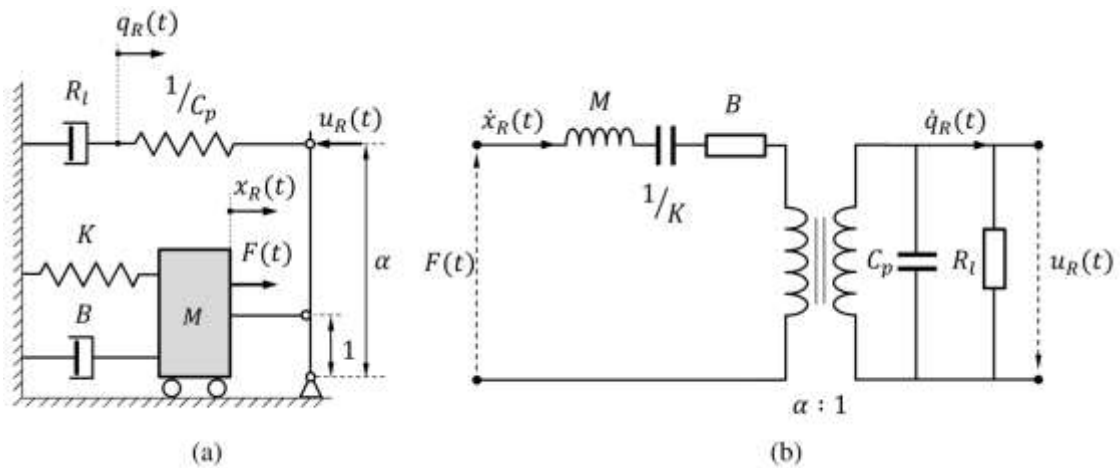 q_R(t)
R_l
1/C_p
u_R(t)
x_R(t)
K
F(t)
α
B
M
1
(a)
ẋ_R(t)
M
B
q̇_R(t)
1/K
F(t)
C_p
R_l
u_R(t)
α : 1
(b)